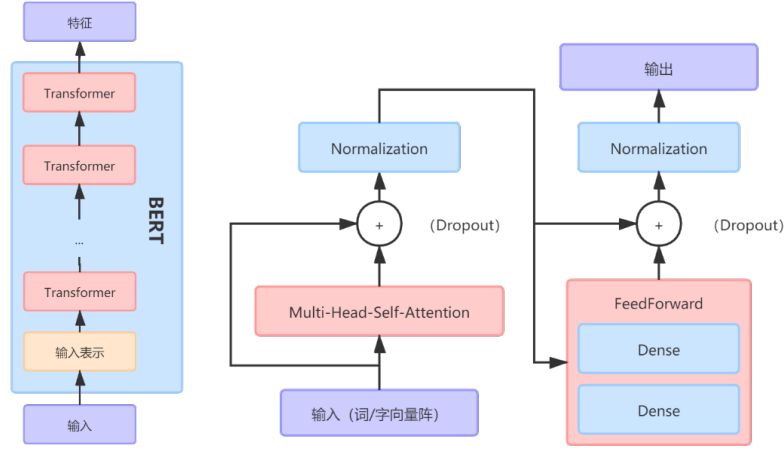 特征
Transformer
Transformer
...
Transformer
输入表示
输入
BERT
Normalization
+
（Dropout）
Multi-Head-Self-Attention
输入（词/字向量阵）
输出
Normalization
+
（Dropout）
FeedForward
Dense
Dense